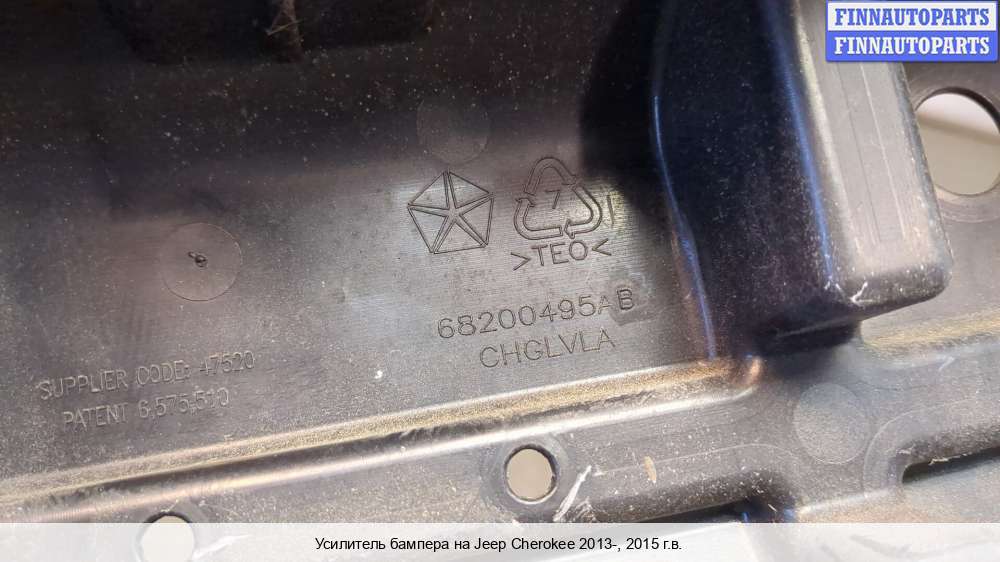 FINNAUTOPARTS
FINNAUTOPARTS
7
>TEO<
68200495AB
CHGLVLA
SUPPLIER CODE: 47520
PATENT 6,575,510
Усилитель бампера на Jeep Cherokee 2013-, 2015 г.в.